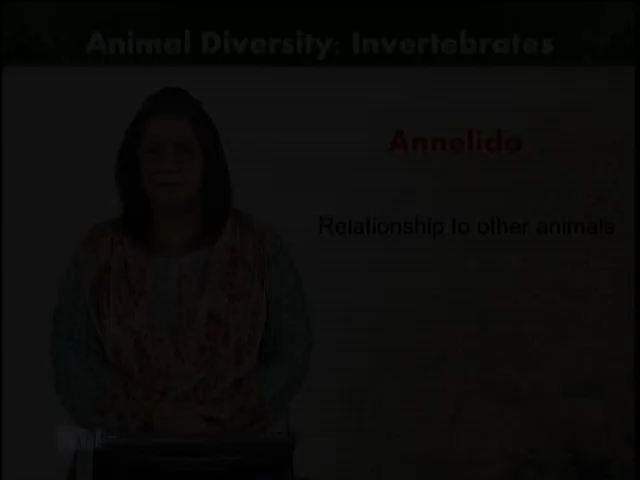 Animal Diversity: Invertebrates
Annelida
Relationship to other animals